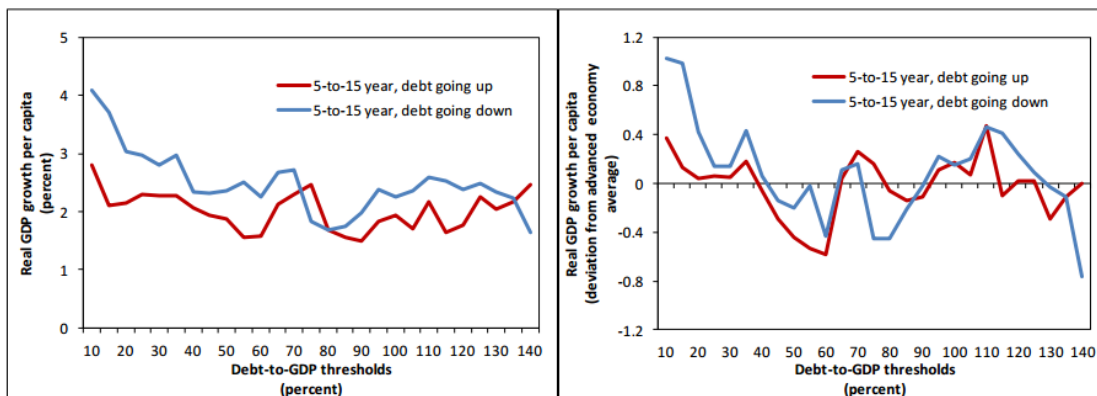 5
4
3
2
1
0
Real GDP growth per capita
(percent)
5-to-15 year, debt going up
5-to-15 year, debt going down
10 20 30 40 50 60 70 80 90 100 110 120 130 140
Debt-to-GDP thresholds
(percent)
1.2
0.8
0.4
0
-0.4
-0.8
-1.2
Real GDP growth per capita
(deviation from advanced economy
average)
5-to-15 year, debt going up
5-to-15 year, debt going down
10 20 30 40 50 60 70 80 90 100 110 120 130 140
Debt-to-GDP thresholds
(percent)